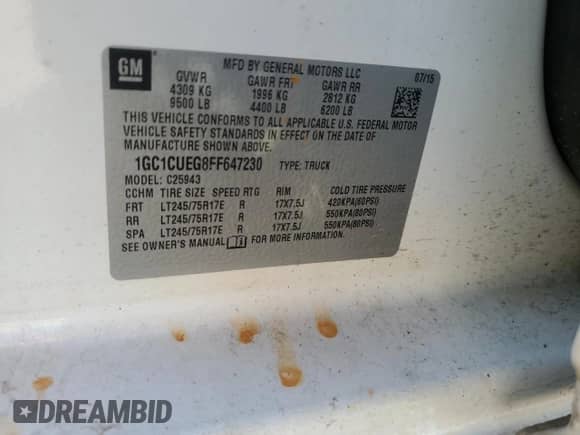 GM
MFD BY GENERAL MOTORS LLC 07/15
GVWR GAWR FRT GAWR RR
4309 KG 1996 KG 2812 KG
9500 LB 4400 LB 6200 LB
THIS VEHICLE CONFORMS TO ALL APPLICABLE U.S. FEDERAL MOTOR
VEHICLE SAFETY STANDARDS IN EFFECT ON THE DATE OF
MANUFACTURE SHOWN ABOVE.
1GC1CUEG8FF647230 TYPE: TRUCK
MODEL: C25943
CCHM TIRE SIZE SPEED RTG RIM COLD TIRE PRESSURE
FRT LT245/75R17E R 17X7.5J 420KPA(60PSI)
RR LT245/75R17E R 17X7.5J 550KPA(80PSI)
SPA LT245/75R17E R 17X7.5J 550KPA(80PSI)
SEE OWNER'S MANUAL FOR MORE INFORMATION.
DREAMBID